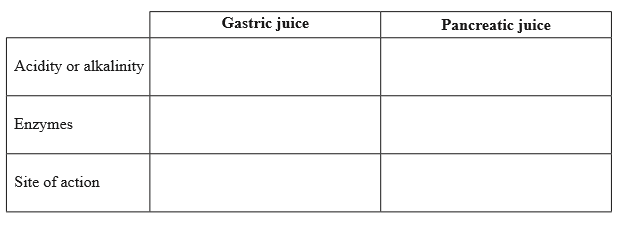 Gastric juice Pancreatic juice
Acidity or alkalinity
Enzymes
Site of action